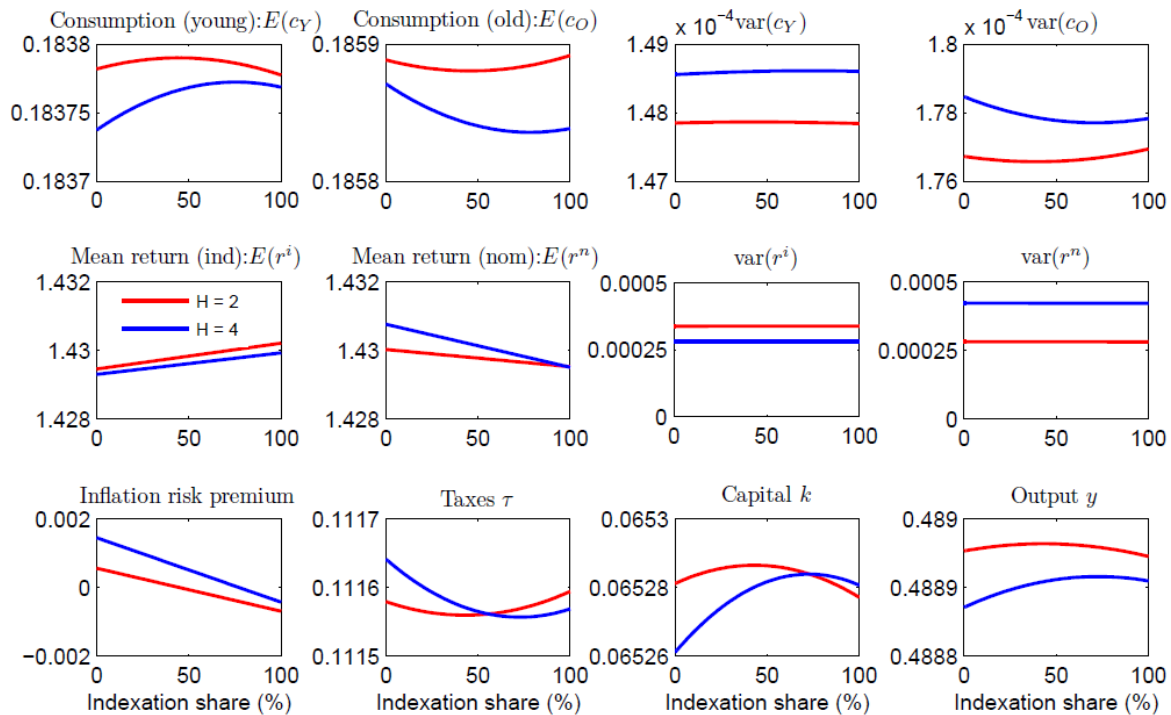 Consumption (young):E(c_Y) Consumption (old):E(c_O) × 10⁻⁴ var(c_Y) × 10⁻⁴ var(c_O)
0.1838 0.1859 1.49 1.8
0.18375 1.48 1.78
0.1837 0.1858 1.47 1.76
0 50 100 0 50 100 0 50 100 0 50 100
Mean return (ind):E(rⁱ) Mean return (nom):E(rⁿ) var(rⁱ) var(rⁿ)
1.432 1.432 0.0005 0.0005
H = 2
H = 4
1.43 1.43 0.00025 0.00025
1.428 1.428 0 0
0 50 100 0 50 100 0 50 100 0 50 100
Inflation risk premium Taxes τ Capital k Output y
0.002 0.1117 0.0653 0.489
0 0.1116 0.06528 0.4889
−0.002 0.1115 0.06526 0.4888
0 50 100 0 50 100 0 50 100 0 50 100
Indexation share (%) Indexation share (%) Indexation share (%) Indexation share (%)